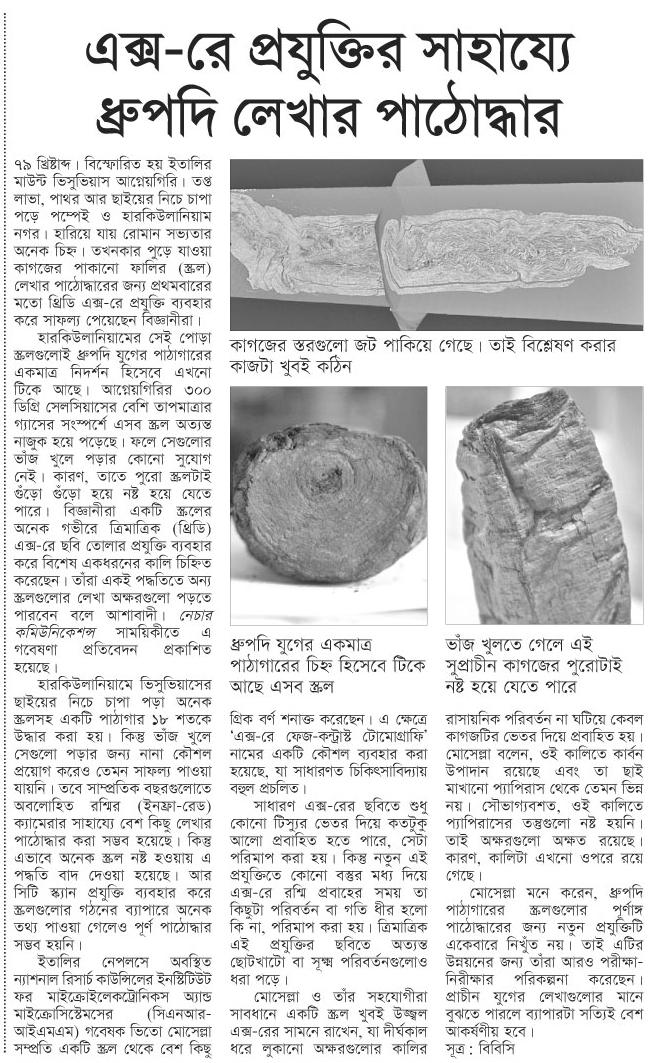 এক্স-রে প্রযুক্তির সাহায্যে
ধ্রুপদি লেখার পাঠোদ্ধার
৭৯ খ্রিষ্টাব্দ। বিস্ফোরিত হয় ইতালির
মাউন্ট ভিসুভিয়াস আগ্নেয়গিরি। তপ্ত
লাভা, পাথর আর ছাইয়ের নিচে চাপা
পড়ে পম্পেই ও হারকিউলানিয়াম
নগর। হারিয়ে যায় রোমান সভ্যতার
অনেক চিহ্ন। তখনকার পুড়ে যাওয়া
কাগজের পাকানো ফালির (স্ক্রল)
লেখার পাঠোদ্ধারের জন্য প্রথমবারের
মতো থ্রিডি এক্স-রে প্রযুক্তি ব্যবহার
করে সাফল্য পেয়েছেন বিজ্ঞানীরা।
হারকিউলানিয়ামের সেই পোড়া
স্ক্রলগুলোই ধ্রুপদি যুগের পাঠাগারের
একমাত্র নিদর্শন হিসেবে এখনো
টিকে আছে। আগ্নেয়গিরির ৩০০
ডিগ্রি সেলসিয়াসের বেশি তাপমাত্রার
গ্যাসের সংস্পর্শে এসব স্ক্রল অত্যন্ত
নাজুক হয়ে পড়েছে। ফলে সেগুলোর
ভাঁজ খুলে পড়ার কোনো সুযোগ
নেই। কারণ, তাতে পুরো স্ক্রলটাই
গুঁড়ো গুঁড়ো হয়ে নষ্ট হয়ে যেতে
পারে। বিজ্ঞানীরা একটি স্ক্রলের
অনেক গভীরে ত্রিমাত্রিক (থ্রিডি)
এক্স-রে ছবি তোলার প্রযুক্তি ব্যবহার
করে বিশেষ একধরনের কালি চিহ্নিত
করেছেন। তাঁরা একই পদ্ধতিতে অন্য
স্ক্রলগুলোর লেখা অক্ষরগুলো পড়তে
পারবেন বলে আশাবাদী। নেচার
কমিউনিকেশন্স সাময়িকীতে এ
গবেষণা প্রতিবেদন প্রকাশিত
হয়েছে।
হারকিউলানিয়ামে ভিসুভিয়াসের
ছাইয়ের নিচে চাপা পড়া অনেক
স্ক্রলসহ একটি পাঠাগার ১৮ শতকে
উদ্ধার করা হয়। কিন্তু ভাঁজ খুলে
সেগুলো পড়ার জন্য নানা কৌশল
প্রয়োগ করেও তেমন সাফল্য পাওয়া
যায়নি। তবে সাম্প্রতিক বছরগুলোতে
অবলোহিত রশ্মির (ইনফ্রা-রেড)
ক্যামেরার সাহায্যে বেশ কিছু লেখার
পাঠোদ্ধার করা সম্ভব হয়েছে। কিন্তু
এভাবে অনেক স্ক্রল নষ্ট হওয়ায় এ
পদ্ধতি বাদ দেওয়া হয়েছে। আর
সিটি স্ক্যান প্রযুক্তি ব্যবহার করে
স্ক্রলগুলোর গঠনের ব্যাপারে অনেক
তথ্য পাওয়া গেলেও পূর্ণ পাঠোদ্ধার
সম্ভব হয়নি।
ইতালির নেপলসে অবস্থিত
ন্যাশনাল রিসার্চ কাউন্সিলের ইনস্টিটিউট
ফর মাইক্রোইলেকট্রোনিকস অ্যান্ড
মাইক্রোসিস্টেমসের (সিএনআর-
আইএমএম) গবেষক ভিতো মোসেল্লা
সম্প্রতি একটি স্ক্রল থেকে বেশ কিছু
কাগজের স্তরগুলো জট পাকিয়ে গেছে। তাই বিশ্লেষণ করার
কাজটা খুবই কঠিন
ধ্রুপদি যুগের একমাত্র
পাঠাগারের চিহ্ন হিসেবে টিকে
আছে এসব স্ক্রল
ভাঁজ খুলতে গেলে এই
সুপ্রাচীন কাগজের পুরোটাই
নষ্ট হয়ে যেতে পারে
গ্রিক বর্ণ শনাক্ত করেছেন। এ ক্ষেত্রে
‘এক্স-রে ফেজ-কন্ট্রাস্ট টোমোগ্রাফি’
নামের একটি কৌশল ব্যবহার করা
হয়েছে, যা সাধারণত চিকিৎসাবিদ্যায়
বহুল প্রচলিত।
সাধারণ এক্স-রের ছবিতে শুধু
কোনো টিস্যুর ভেতর দিয়ে কতটুকু
আলো প্রবাহিত হতে পারে, সেটা
পরিমাপ করা হয়। কিন্তু নতুন এই
প্রযুক্তিতে কোনো বস্তুর মধ্য দিয়ে
এক্স-রে রশ্মি প্রবাহের সময় তা
কিছুটা পরিবর্তন বা গতি ধীর হলো
কি না, পরিমাপ করা হয়। ত্রিমাত্রিক
এই প্রযুক্তির ছবিতে অত্যন্ত
ছোটখাটো বা সূক্ষ্ম পরিবর্তনগুলোও
ধরা পড়ে।
মোসেল্লা ও তাঁর সহযোগীরা
সাবধানে একটি স্ক্রল খুবই উজ্জ্বল
এক্স-রের সামনে রাখেন, যা দীর্ঘকাল
ধরে লুকানো অক্ষরগুলোর কালির
রাসায়নিক পরিবর্তন না ঘটিয়ে কেবল
কাগজটির ভেতর দিয়ে প্রবাহিত হয়।
মোসেল্লা বলেন, ওই কালিতে কার্বন
উপাদান রয়েছে এবং তা ছাই
মাখানো প্যাপিরাস থেকে তেমন ভিন্ন
নয়। সৌভাগ্যবশত, ওই কালিতে
প্যাপিরাসের তন্তুগুলো নষ্ট হয়নি।
তাই অক্ষরগুলো অক্ষত রয়েছে।
কারণ, কালিটা এখনো ওপরে রয়ে
গেছে।
মোসেল্লা মনে করেন, ধ্রুপদি
পাঠাগারের স্ক্রলগুলোর পূর্ণাঙ্গ
পাঠোদ্ধারের জন্য নতুন প্রযুক্তিটি
একেবারে নিখুঁত নয়। তাই এটির
উন্নয়নের জন্য তাঁরা আরও পরীক্ষা-
নিরীক্ষার পরিকল্পনা করেছেন।
প্রাচীন যুগের লেখাগুলোর মানে
বুঝতে পারলে ব্যাপারটা সত্যিই বেশ
আকর্ষণীয় হবে।
সূত্র : বিবিসি